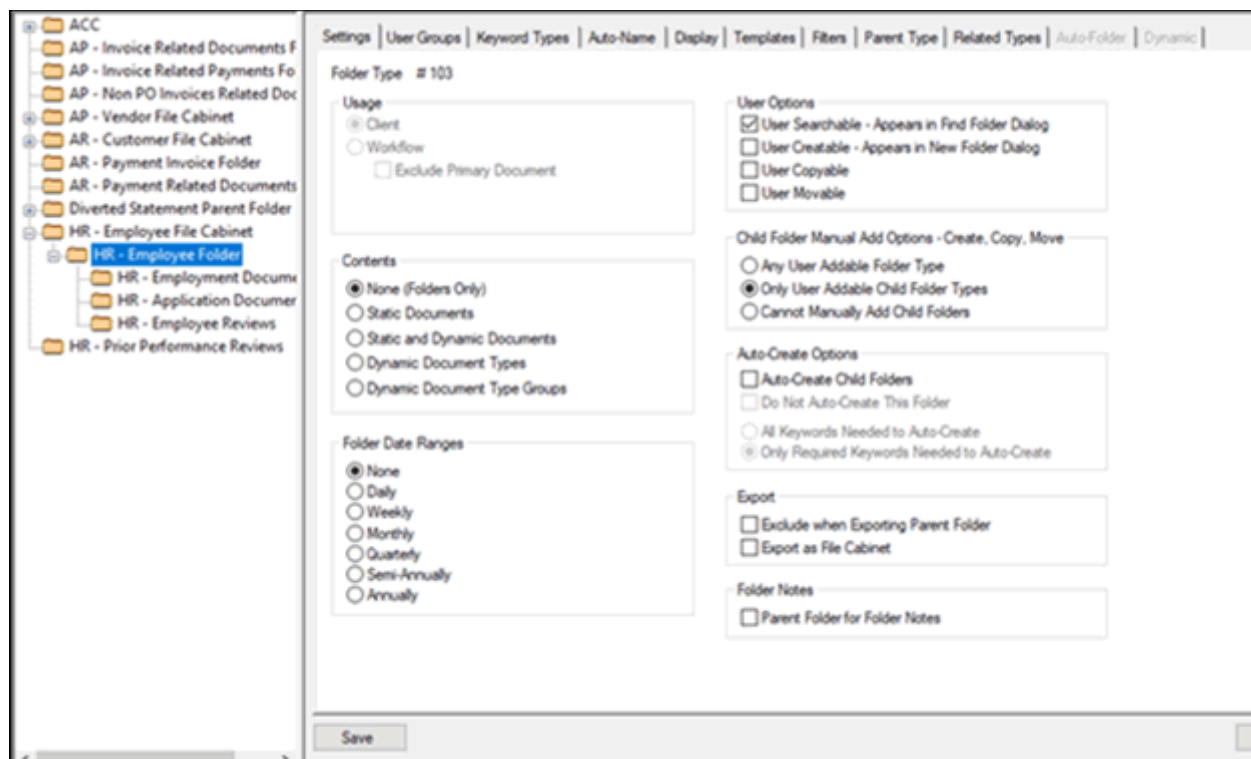 ACC
AP - Invoice Related Documents F
AP - Invoice Related Payments Fo
AP - Non PO Invoices Related Doc
AP - Vendor File Cabinet
AR - Customer File Cabinet
AR - Payment Invoice Folder
AR - Payment Related Documents
Diverted Statement Parent Folder
HR - Employee File Cabinet
HR - Employee Folder
HR - Employment Docume
HR - Application Documer
HR - Employee Reviews
HR - Prior Performance Reviews
Settings User Groups Keyword Types Auto-Name Display Templates Filters Parent Type Related Types Auto-Folder Dynamic
Folder Type # 103
Usage
Client
Workflow
Exclude Primary Document
Contents
None (Folders Only)
Static Documents
Static and Dynamic Documents
Dynamic Document Types
Dynamic Document Type Groups
Folder Date Ranges
None
Daily
Weekly
Monthly
Quarterly
Semi-Annually
Annually
User Options
User Searchable - Appears in Find Folder Dialog
User Creatable - Appears in New Folder Dialog
User Copyable
User Movable
Child Folder Manual Add Options - Create, Copy, Move
Any User Addable Folder Type
Only User Addable Child Folder Types
Cannot Manually Add Child Folders
Auto-Create Options
Auto-Create Child Folders
Do Not Auto-Create This Folder
All Keywords Needed to Auto-Create
Only Required Keywords Needed to Auto-Create
Export
Exclude when Exporting Parent Folder
Export as File Cabinet
Folder Notes
Parent Folder for Folder Notes
Save